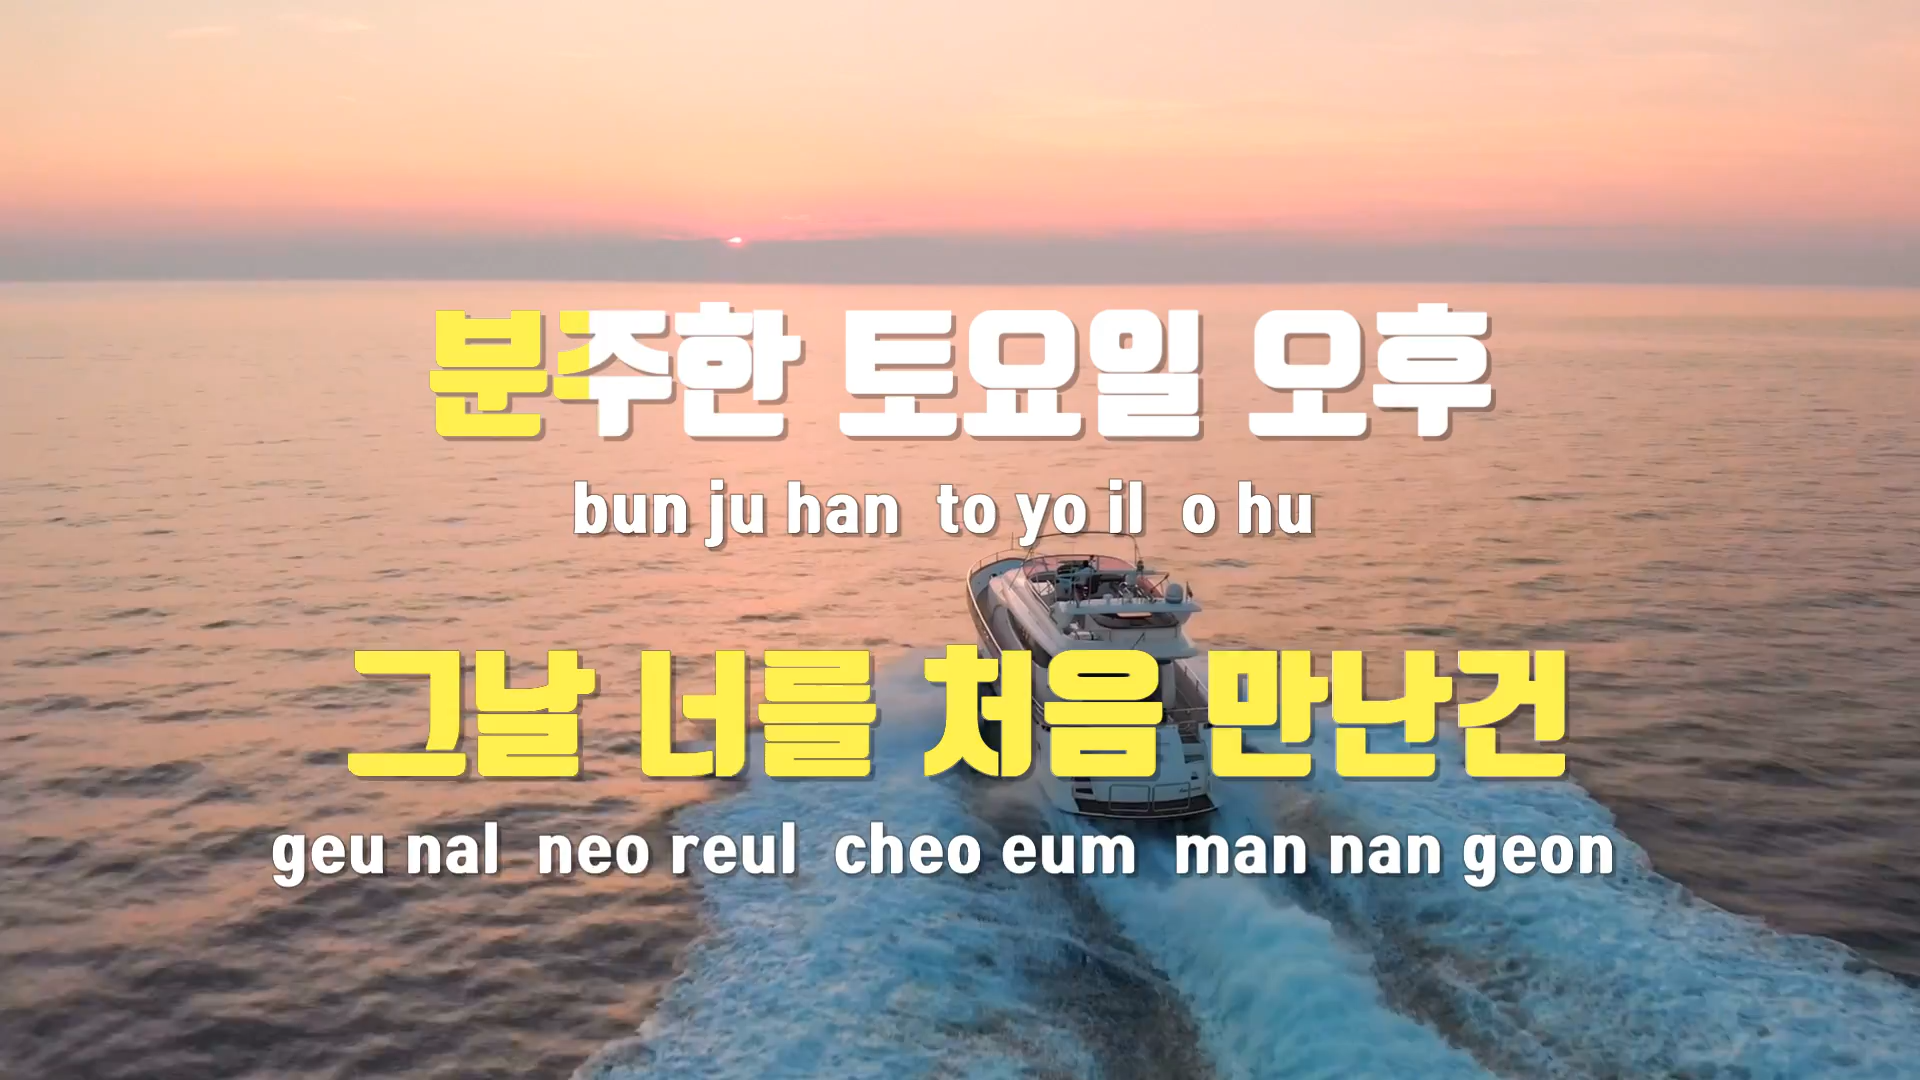 분주한 토요일 오후
bun ju han to yo il o hu
그날 너를 처음 만난건
geu nal neo reul cheo eum man nan geon